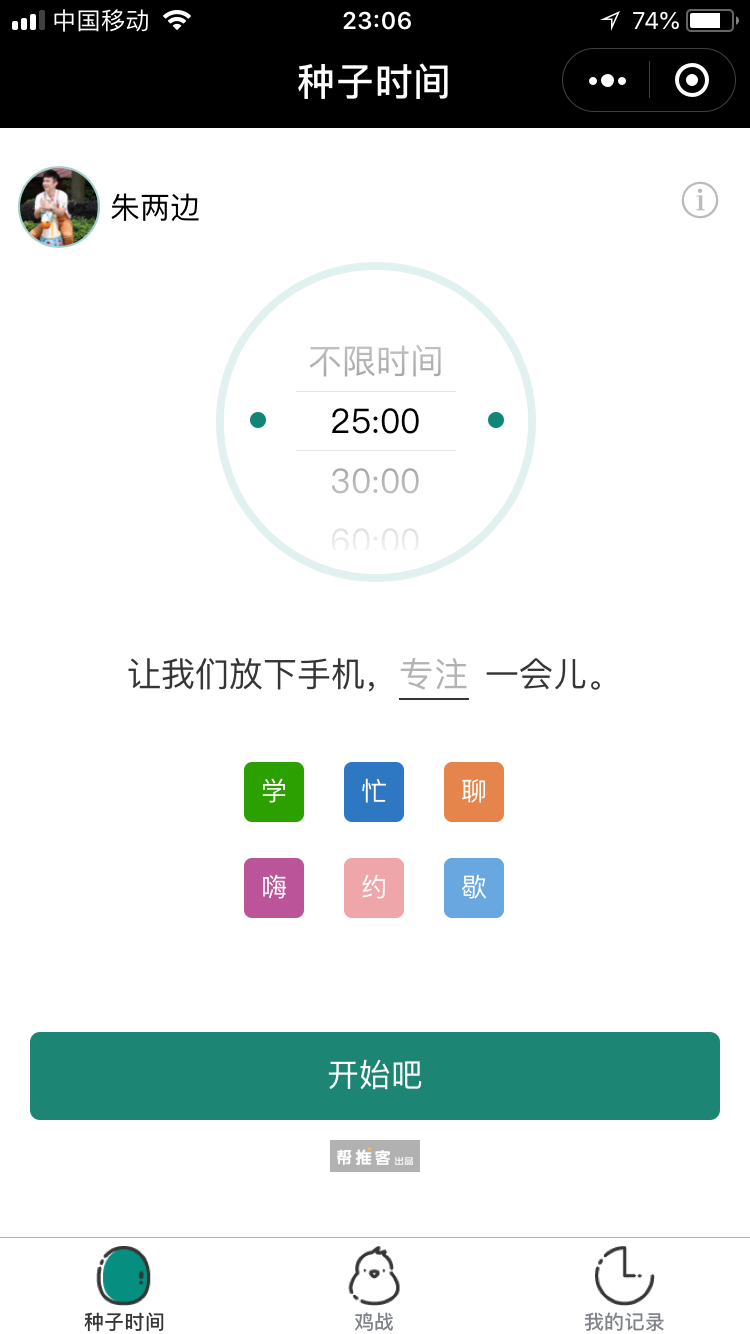 中国移动 23:06 74%
种子时间
朱两边
不限时间
25:00
30:00
60:00
让我们放下手机，专注 一会儿。
学 忙 聊
嗨 约 歇
开始吧
帮推客 出品
种子时间 鸡战 我的记录